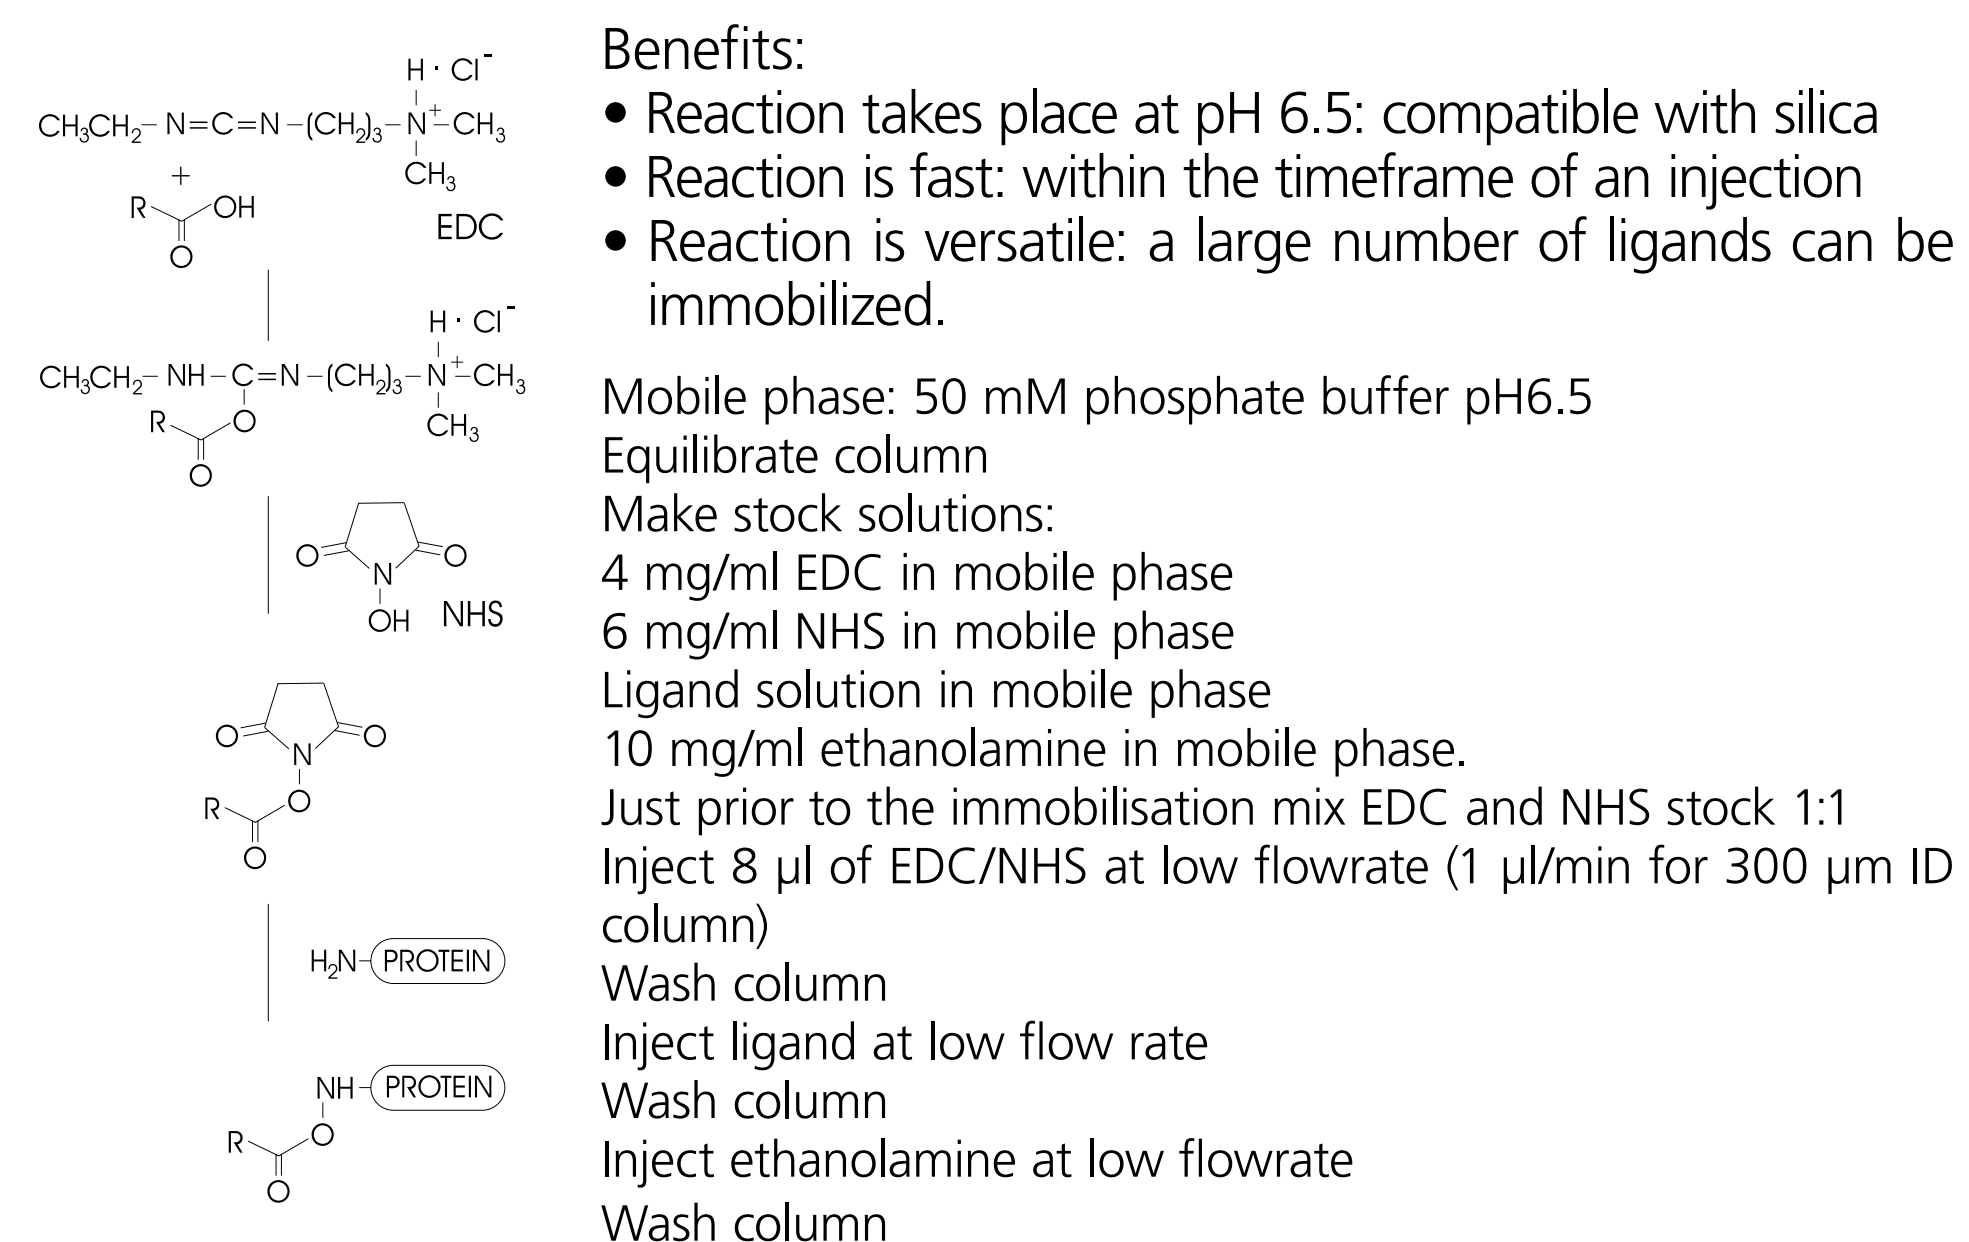 H · Cl⁻
CH₃CH₂– N=C=N –(CH₂)₃– N⁺–CH₃
CH₃
+
R
OH
O
EDC
H · Cl⁻
CH₃CH₂– NH – C=N –(CH₂)₃– N⁺–CH₃
CH₃
R
O
O
O
O
N
OH
NHS
O
O
N
O
R
O
H₂N–PROTEIN
NH–PROTEIN
O
R
O
Benefits:
• Reaction takes place at pH 6.5: compatible with silica
• Reaction is fast: within the timeframe of an injection
• Reaction is versatile: a large number of ligands can be
immobilized.
Mobile phase: 50 mM phosphate buffer pH6.5
Equilibrate column
Make stock solutions:
4 mg/ml EDC in mobile phase
6 mg/ml NHS in mobile phase
Ligand solution in mobile phase
10 mg/ml ethanolamine in mobile phase.
Just prior to the immobilisation mix EDC and NHS stock 1:1
Inject 8 µl of EDC/NHS at low flowrate (1 µl/min for 300 µm ID
column)
Wash column
Inject ligand at low flow rate
Wash column
Inject ethanolamine at low flowrate
Wash column